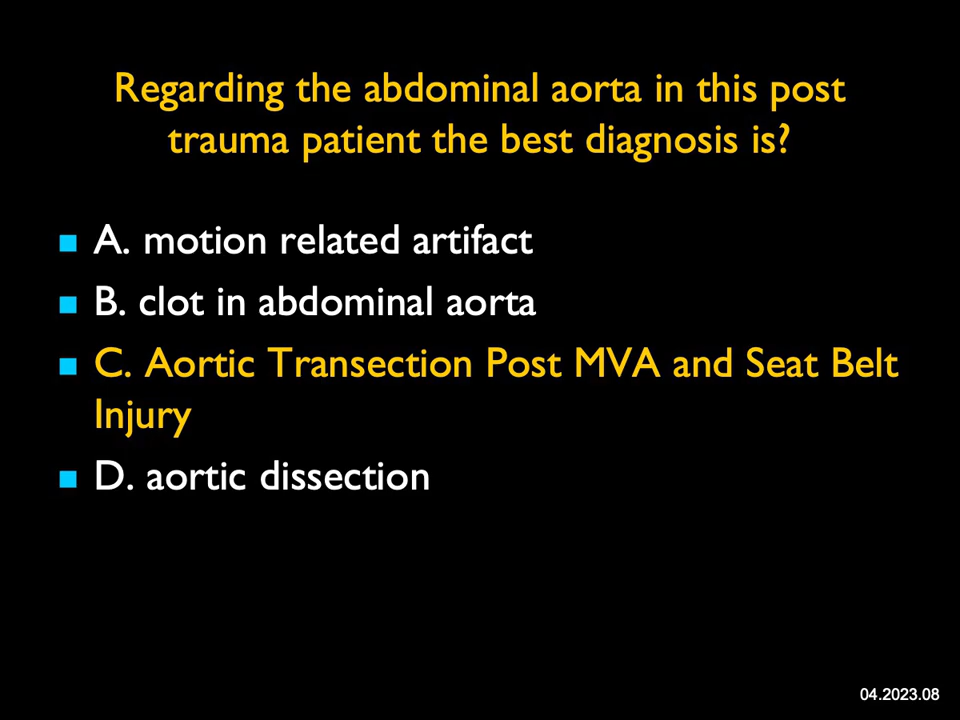 Regarding the abdominal aorta in this post
trauma patient the best diagnosis is?
A. motion related artifact
B. clot in abdominal aorta
C. Aortic Transection Post MVA and Seat Belt
Injury
D. aortic dissection
04.2023.08